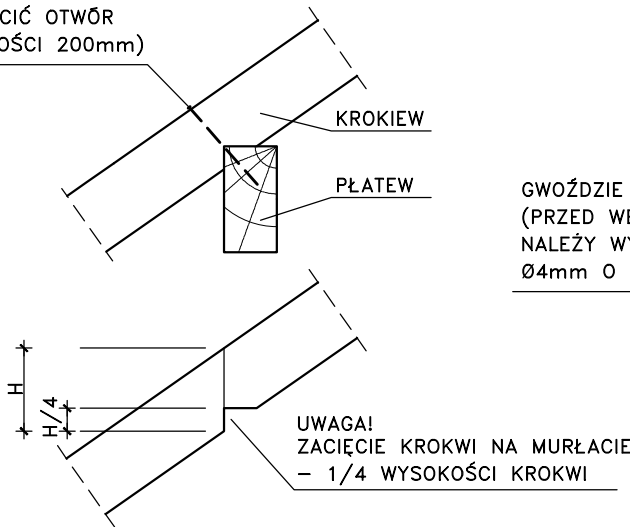 CIĆ OTWÓR
OŚCI 200mm)
KROKIEW
PŁATEW
GWOŹDZIE
(PRZED WE
NALEŻY WY
Ø4mm O
H
H/4
UWAGA!
ZACIĘCIE KROKWI NA MURŁACIE
– 1/4 WYSOKOŚCI KROKWI